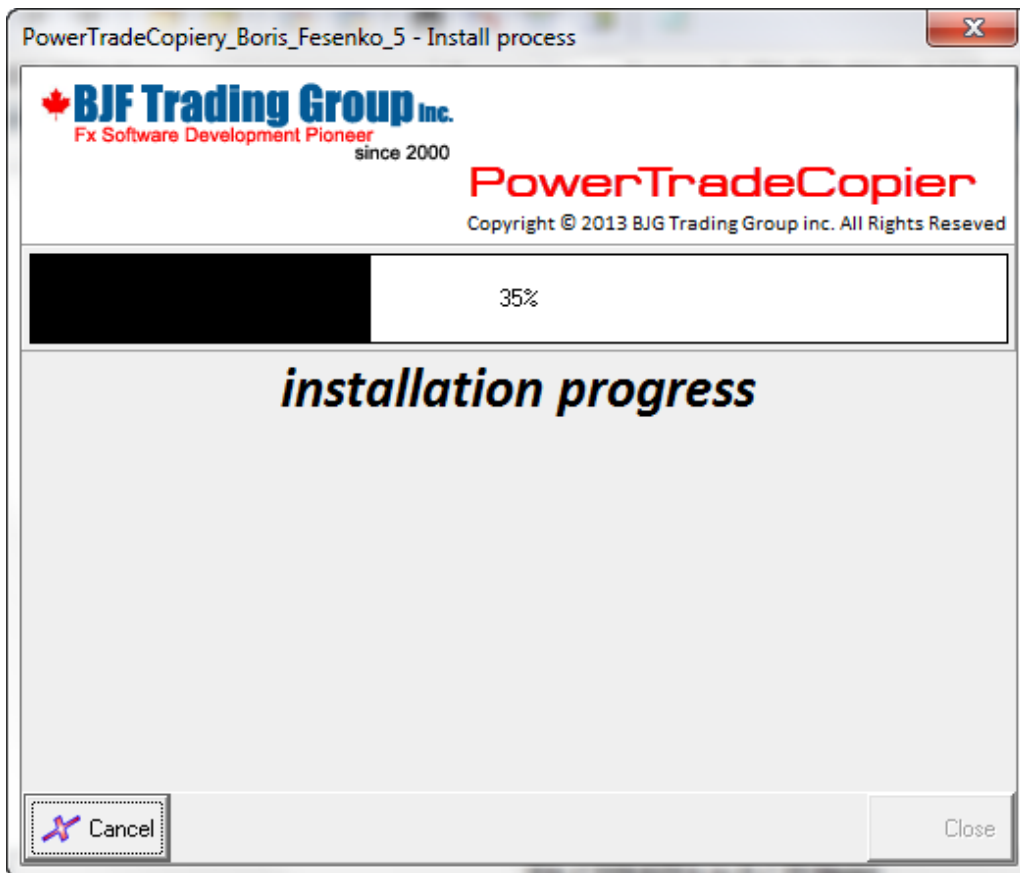 PowerTradeCopiery_Boris_Fesenko_5 - Install process
X
BJF Trading Group Inc.
Fx Software Development Pioneer
since 2000
PowerTradeCopier
Copyright © 2013 BJG Trading Group inc. All Rights Reseved
35%
installation progress
Cancel
Close